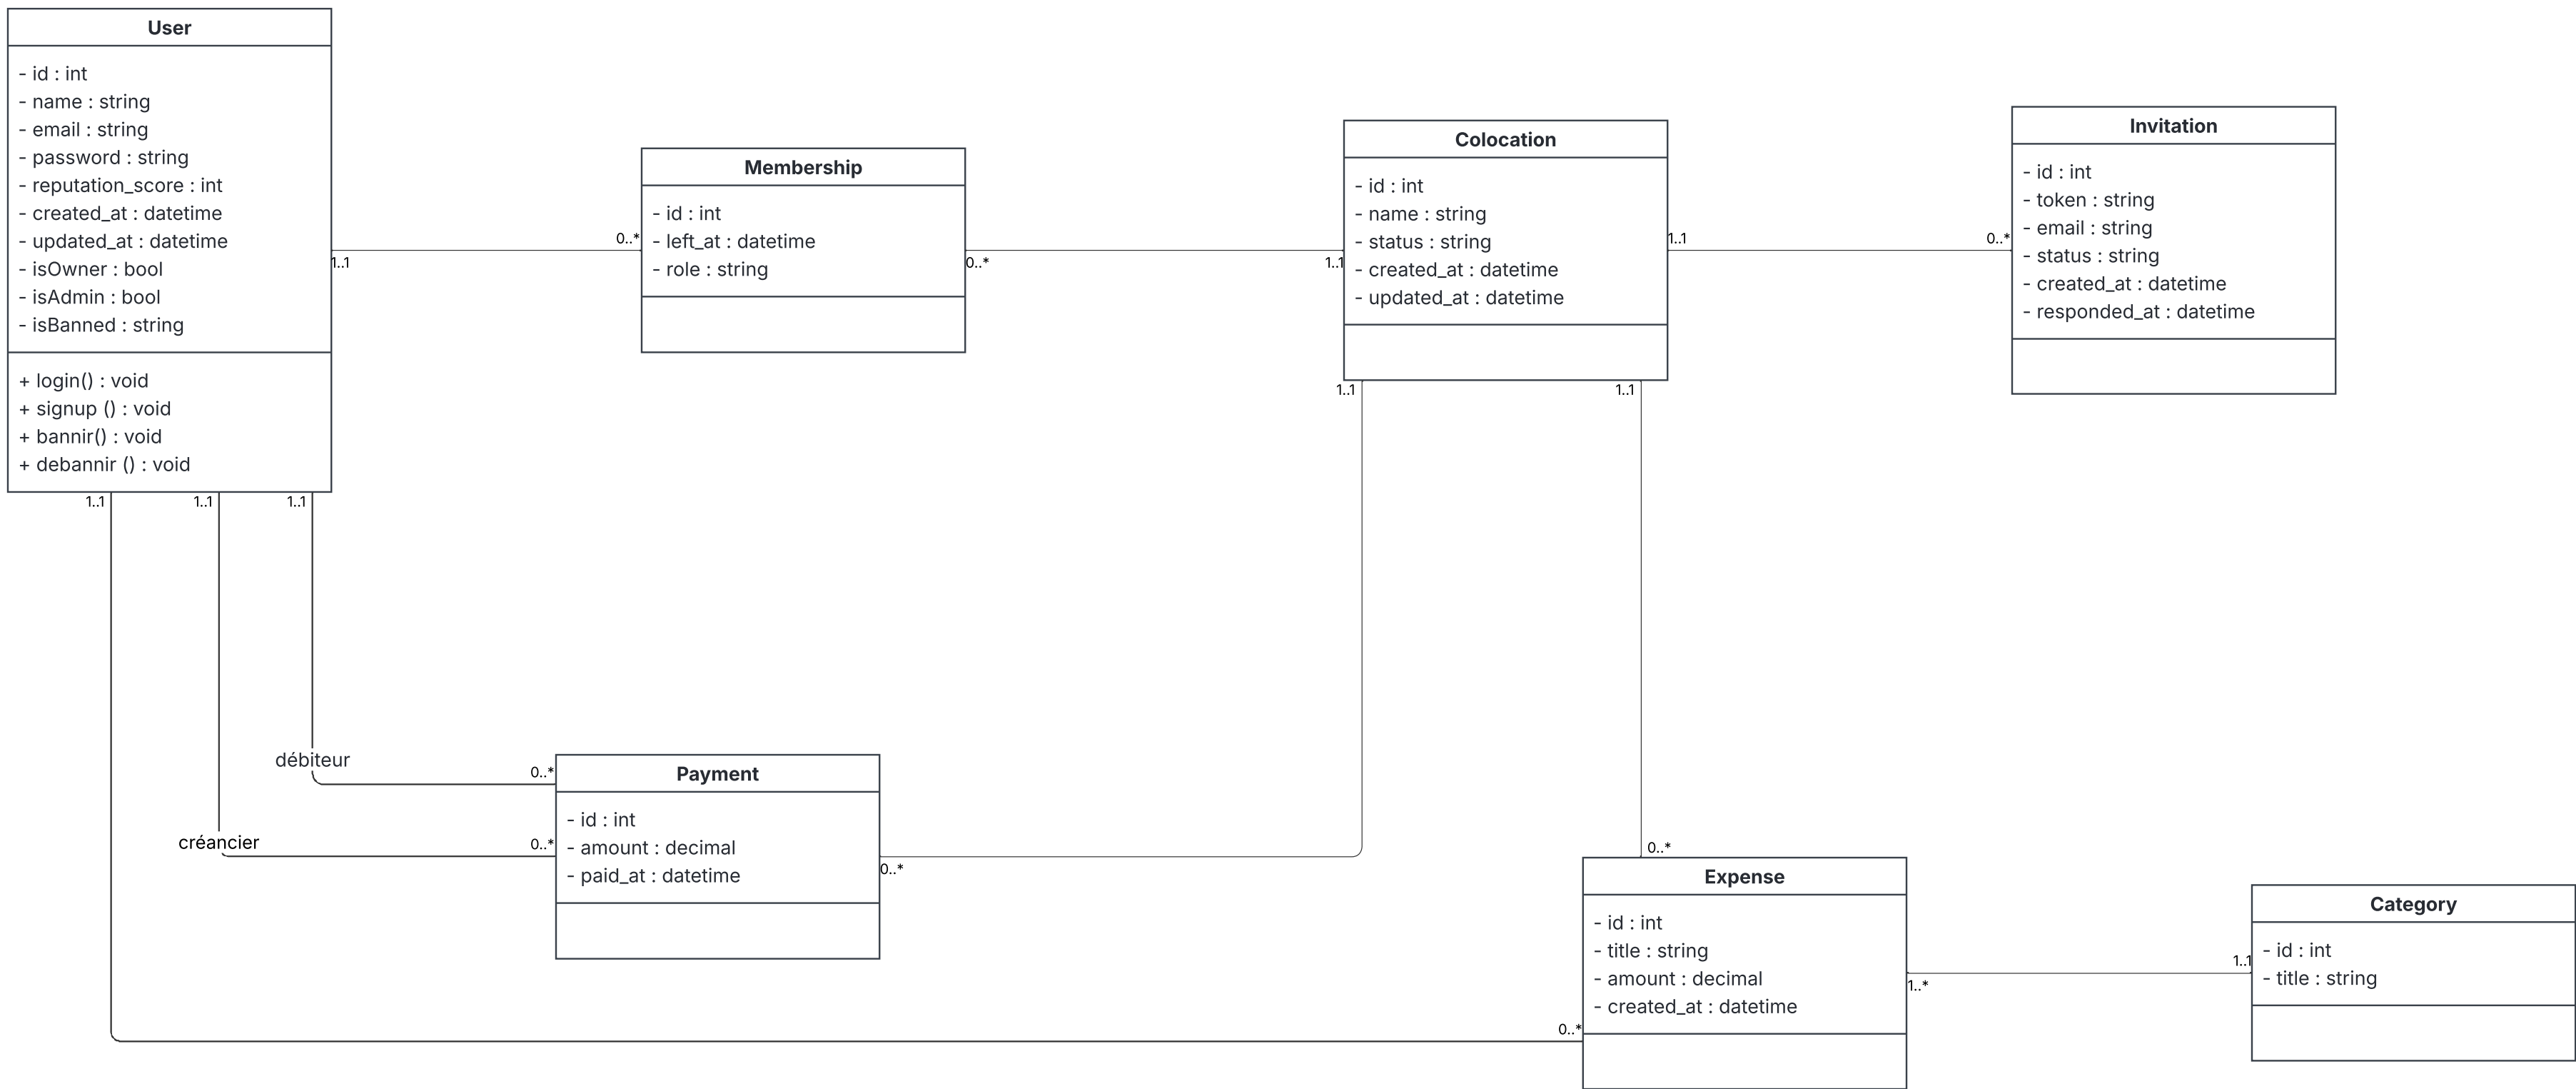 User
- id : int
- name : string
- email : string
- password : string
- reputation_score : int
- created_at : datetime
- updated_at : datetime
- isOwner : bool
- isAdmin : bool
- isBanned : string
+ login() : void
+ signup () : void
+ bannir() : void
+ debannir () : void
1..1
0..*
Membership
- id : int
- left_at : datetime
- role : string
0..*
1..1
Colocation
- id : int
- name : string
- status : string
- created_at : datetime
- updated_at : datetime
1..1
0..*
Invitation
- id : int
- token : string
- email : string
- status : string
- created_at : datetime
- responded_at : datetime
1..1
1..1
1..1
1..1
1..1
débiteur
0..*
créancier
0..*
Payment
- id : int
- amount : decimal
- paid_at : datetime
0..*
0..*
Expense
- id : int
- title : string
- amount : decimal
- created_at : datetime
0..*
1..*
1..1
Category
- id : int
- title : string